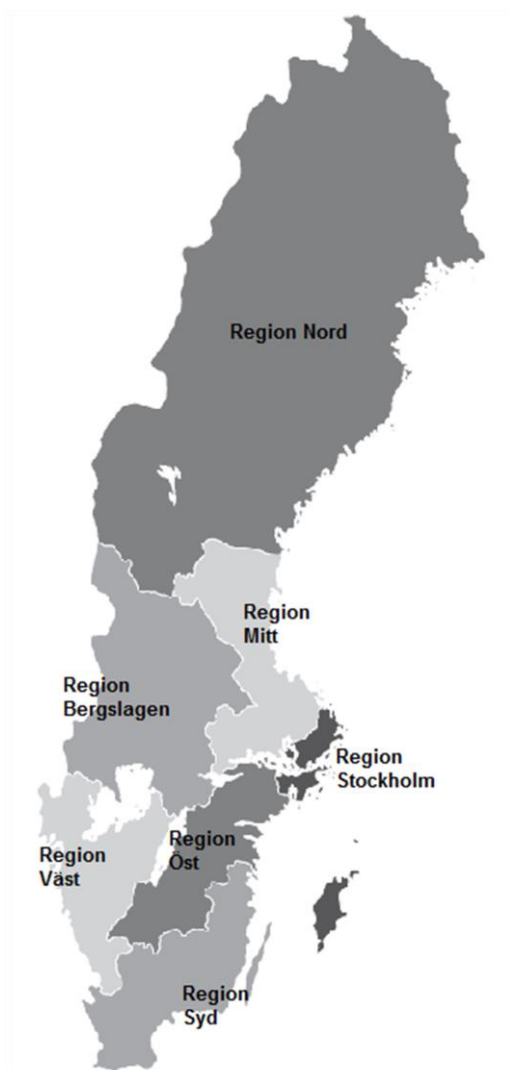 Region Nord
Region
Mitt
Region
Bergslagen
Region
Stockholm
Region
Öst
Region
Väst
Region
Syd